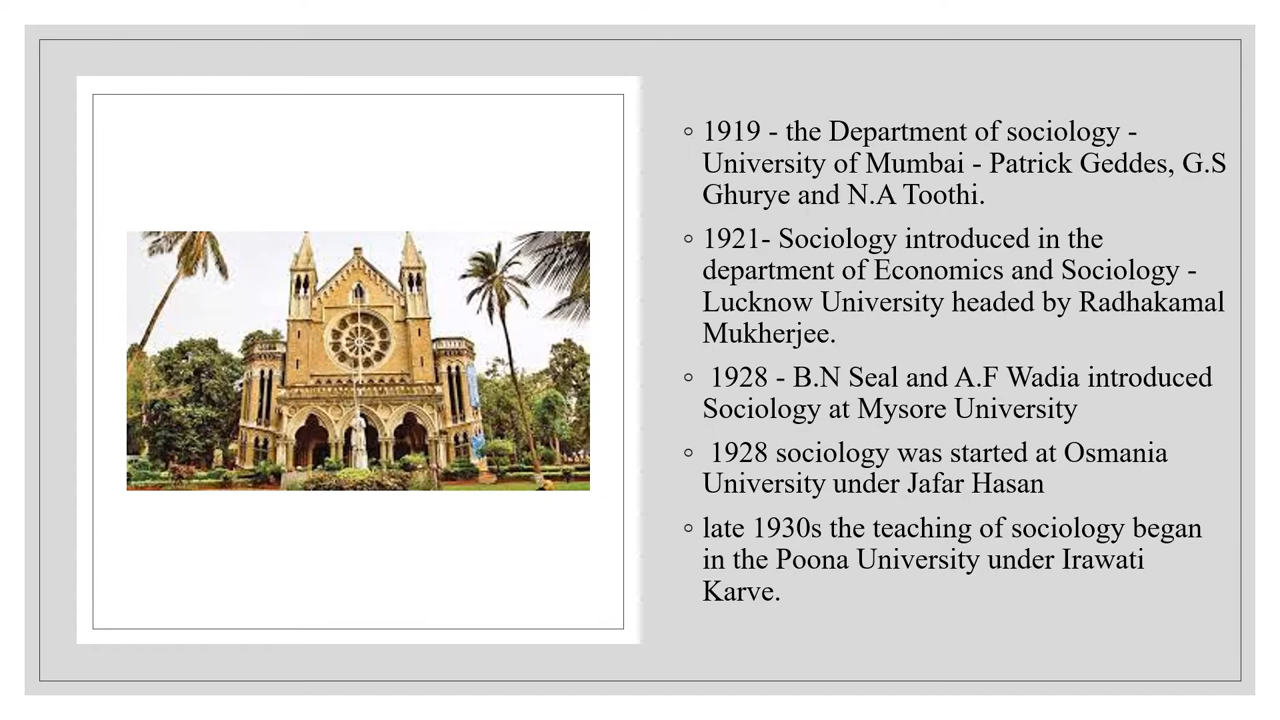 ◦ 1919 - the Department of sociology -
University of Mumbai - Patrick Geddes, G.S
Ghurye and N.A Toothi.
◦ 1921- Sociology introduced in the
department of Economics and Sociology -
Lucknow University headed by Radhakamal
Mukherjee.
◦ 1928 - B.N Seal and A.F Wadia introduced
Sociology at Mysore University
◦ 1928 sociology was started at Osmania
University under Jafar Hasan
◦ late 1930s the teaching of sociology began
in the Poona University under Irawati
Karve.